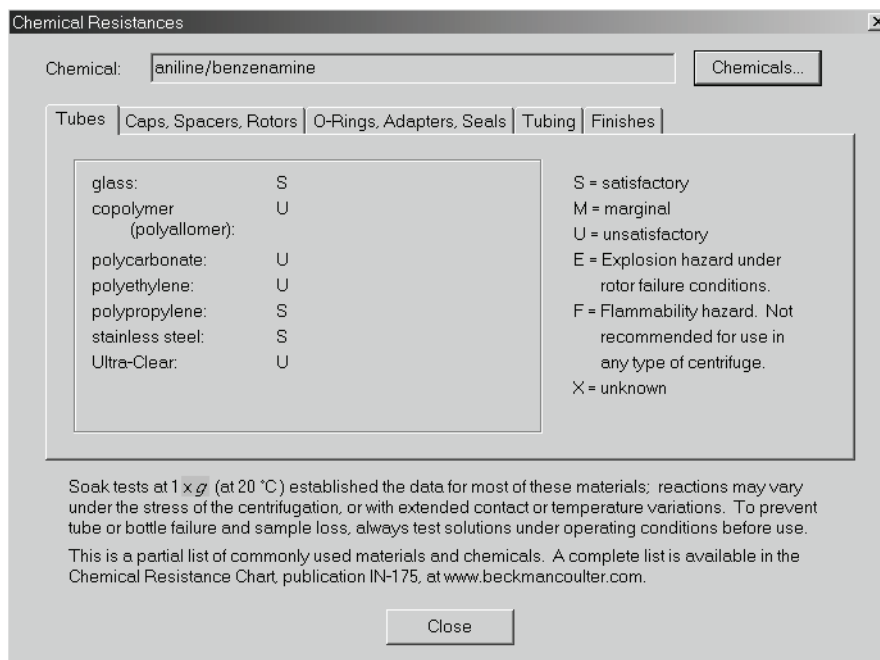 Chemical Resistances
Chemical: aniline/benzenamine Chemicals...
Tubes Caps, Spacers, Rotors O-Rings, Adapters, Seals Tubing Finishes
glass: S
copolymer U
(polyallomer):
polycarbonate: U
polyethylene: U
polypropylene: S
stainless steel: S
Ultra-Clear: U
S = satisfactory
M = marginal
U = unsatisfactory
E = Explosion hazard under
rotor failure conditions.
F = Flammability hazard. Not
recommended for use in
any type of centrifuge.
X = unknown
Soak tests at 1 x g (at 20 °C) established the data for most of these materials; reactions may vary
under the stress of the centrifugation, or with extended contact or temperature variations. To prevent
tube or bottle failure and sample loss, always test solutions under operating conditions before use.
This is a partial list of commonly used materials and chemicals. A complete list is available in the
Chemical Resistance Chart, publication IN-175, at www.beckmancoulter.com.
Close